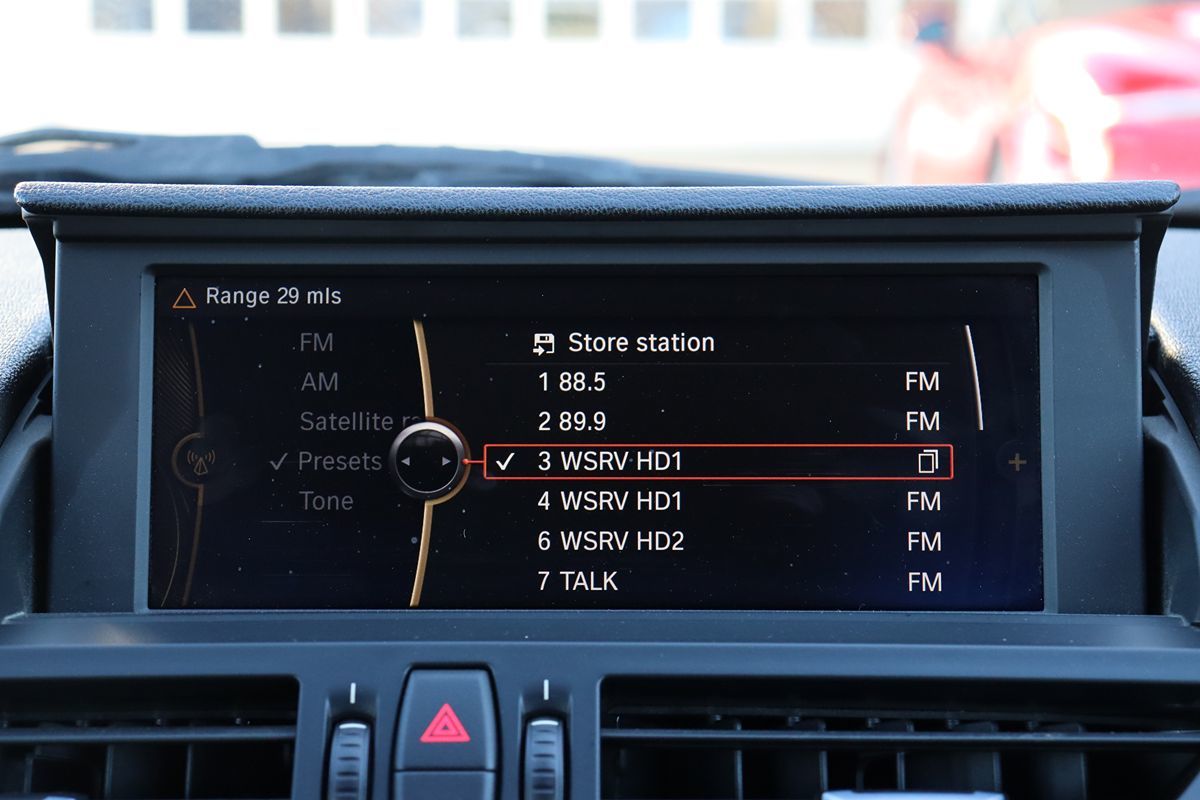 Range 29 mls
FM
AM
Satellite
✓ Presets
Tone
Store station
1 88.5 FM
2 89.9 FM
✓ 3 WSRV HD1
4 WSRV HD1 FM
6 WSRV HD2 FM
7 TALK FM